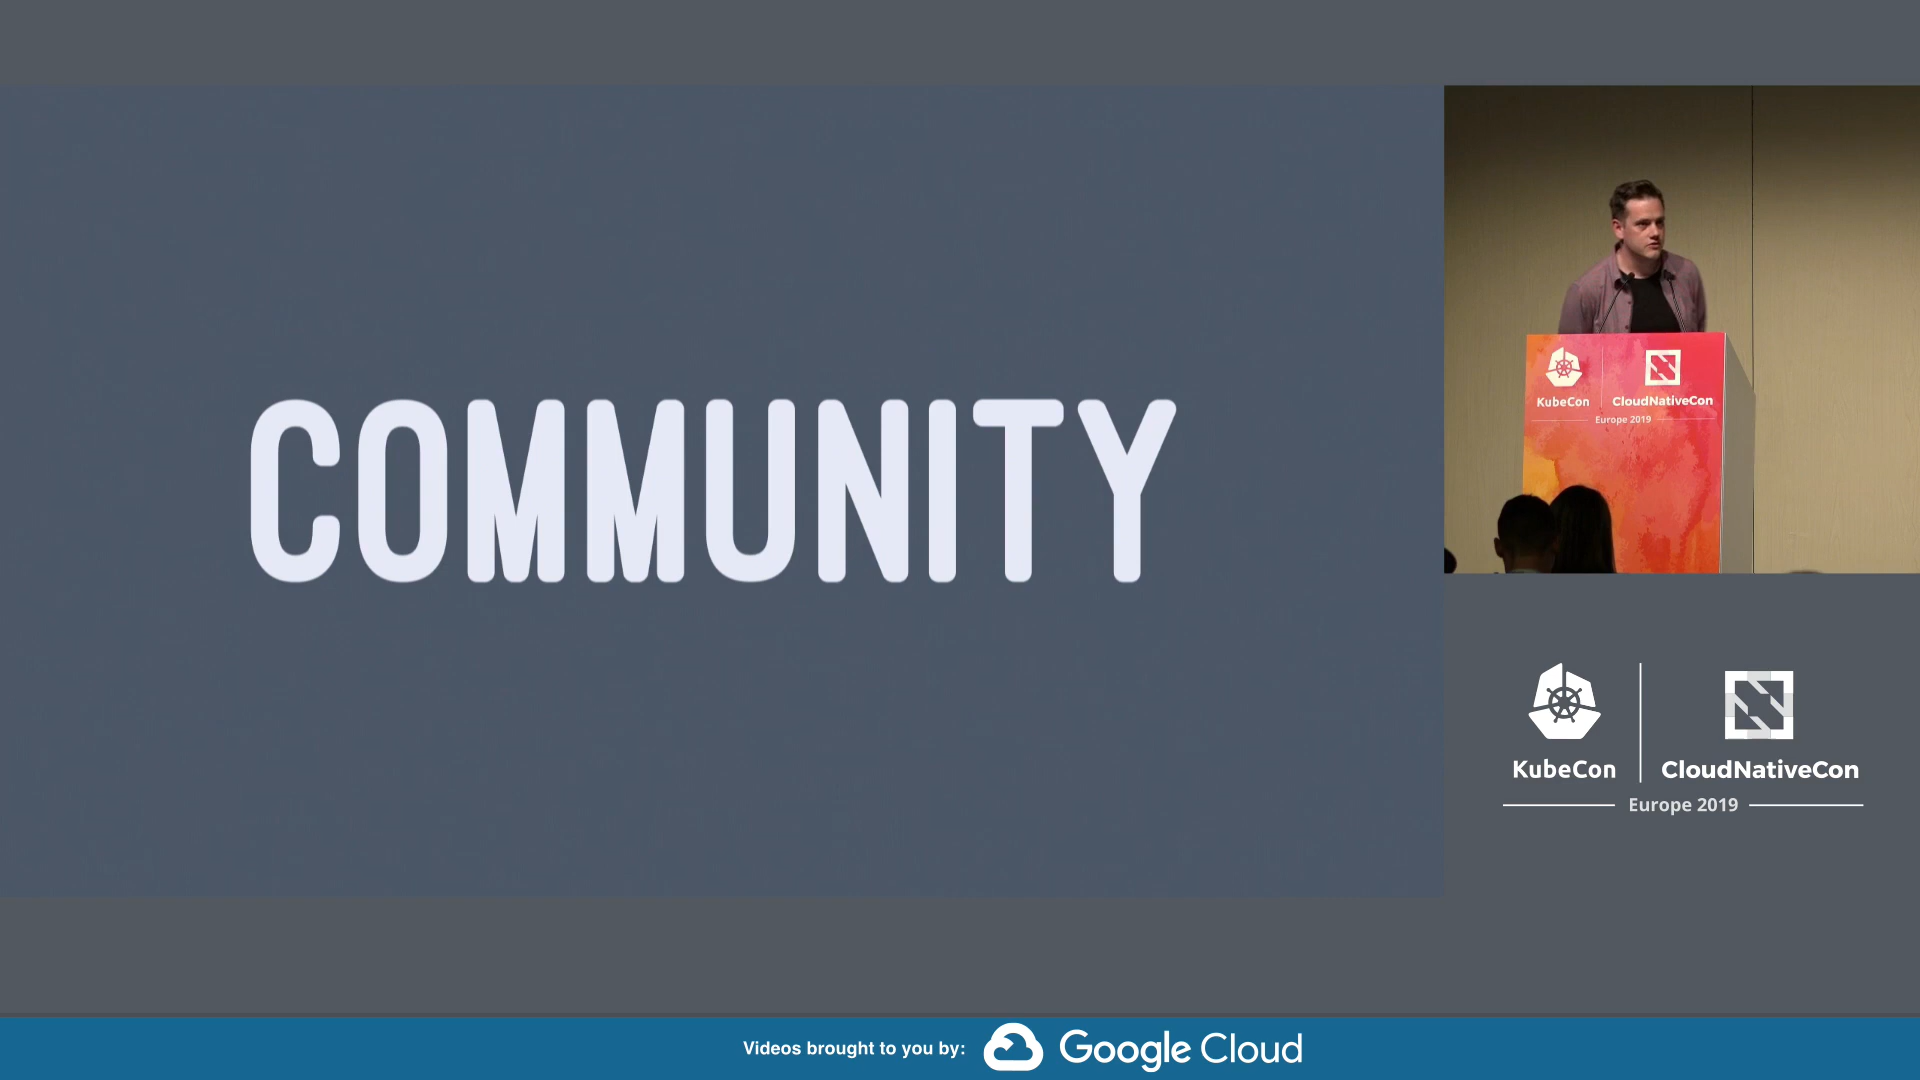 COMMUNITY
KubeCon
CloudNativeCon
Europe 2019
KubeCon
CloudNativeCon
Europe 2019
Videos brought to you by:
Google Cloud